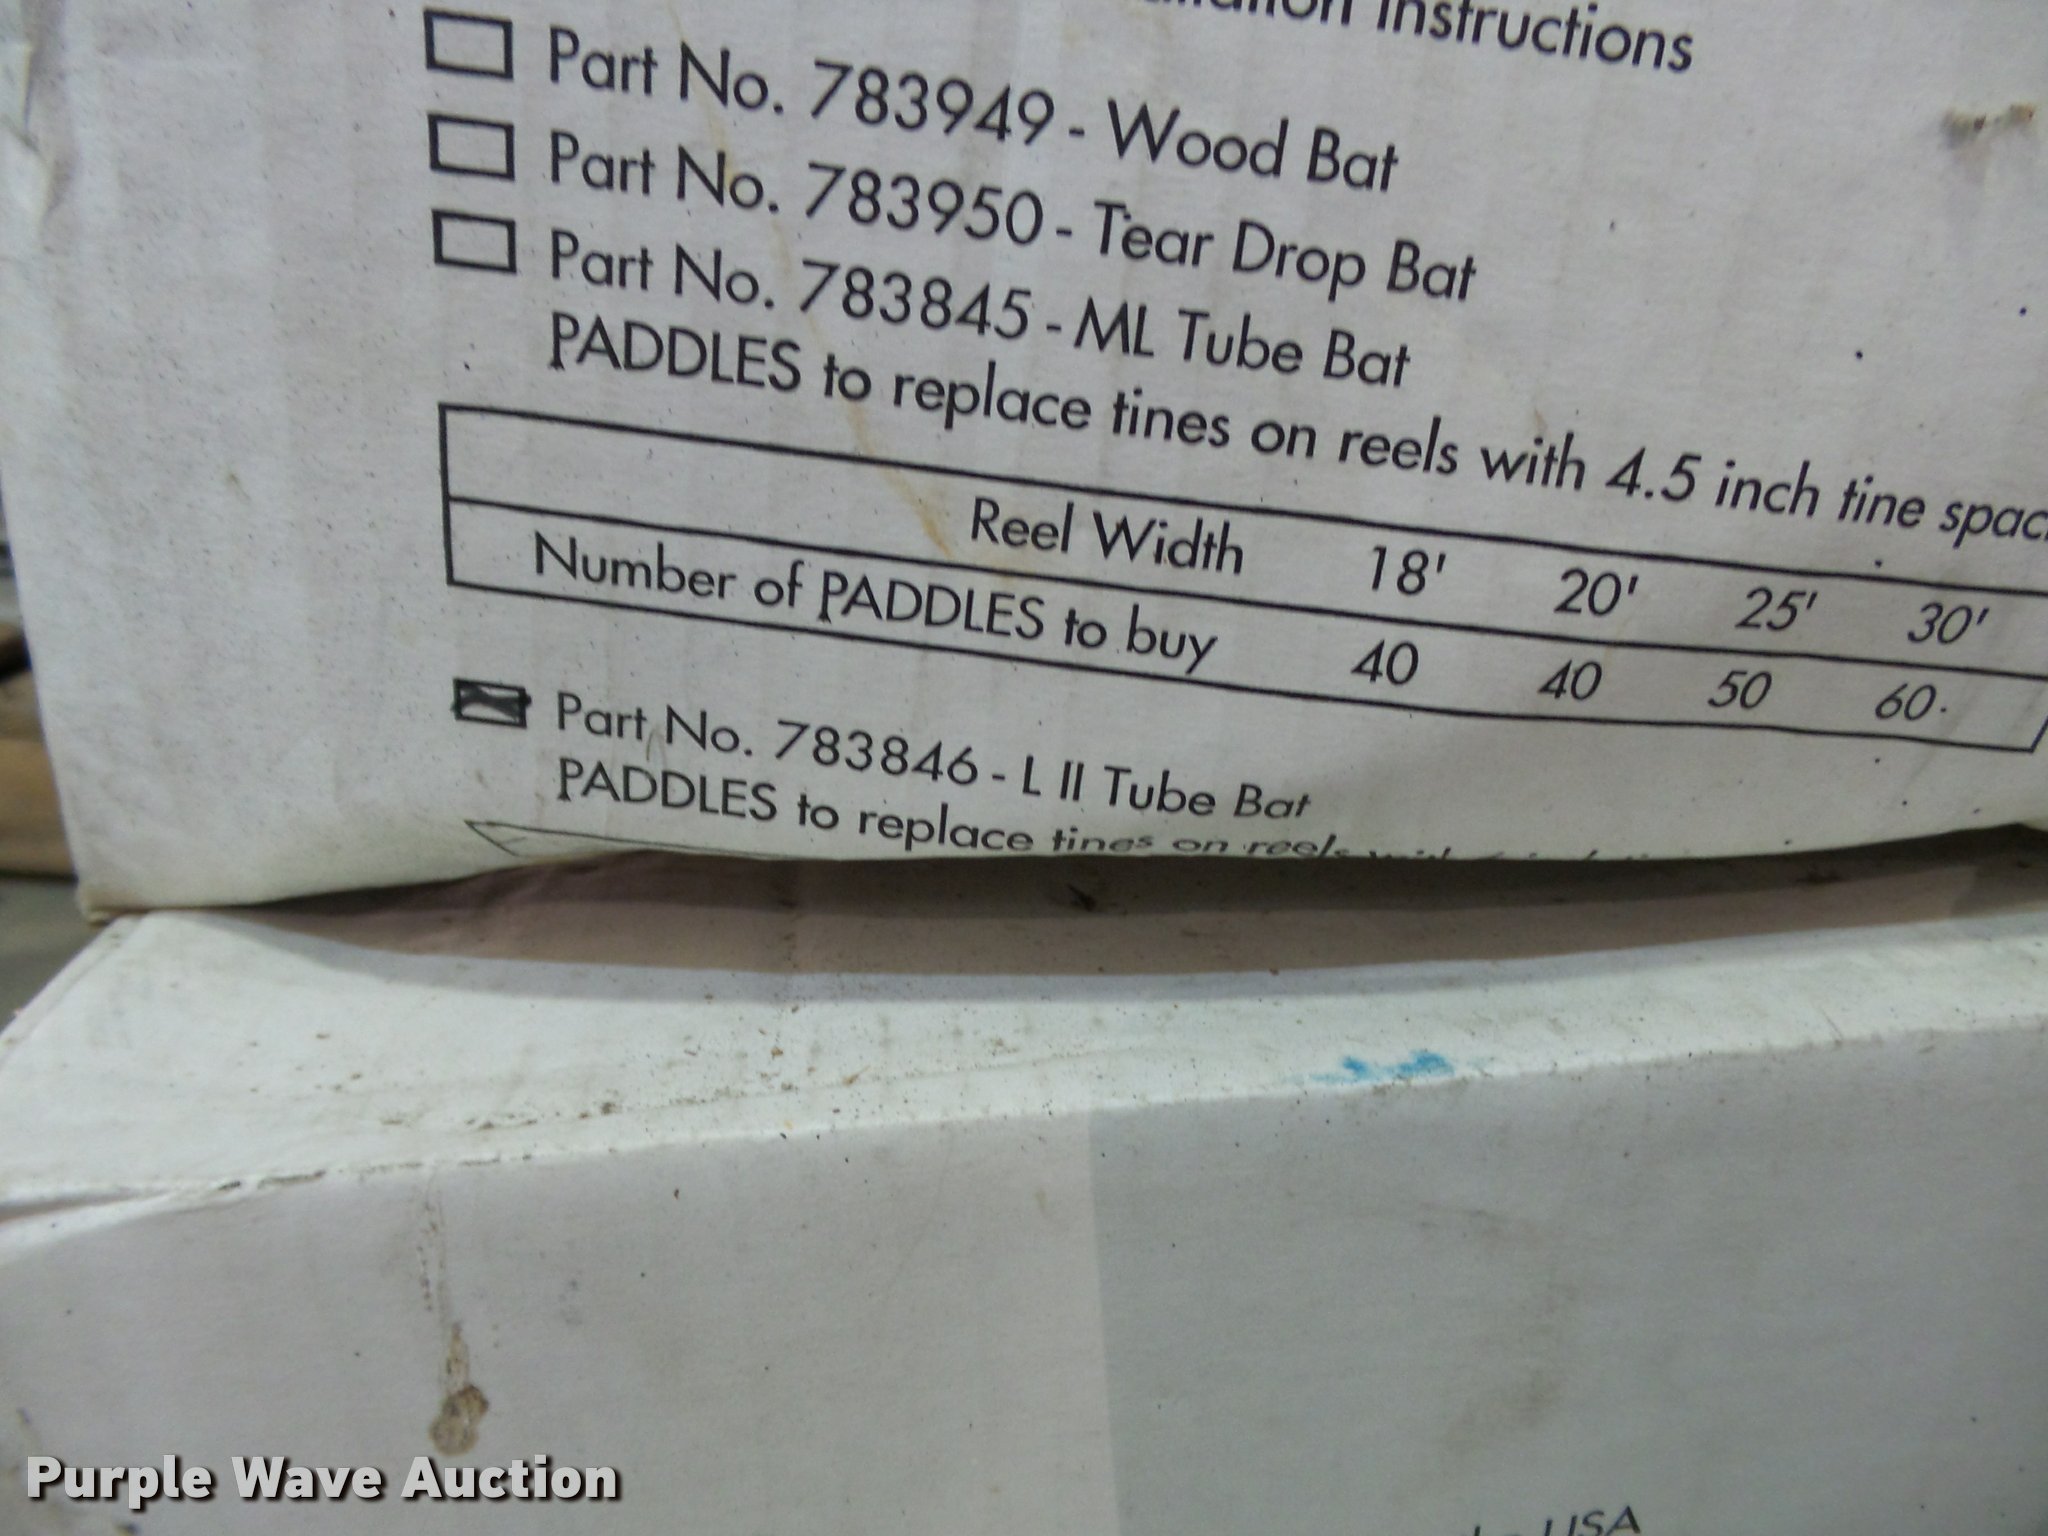 Instructions
Part No. 783949 - Wood Bat
Part No. 783950 - Tear Drop Bat
Part No. 783845 - ML Tube Bat
PADDLES to replace tines on reels with 4.5 inch tine
Reel Width 18' 20' 25' 30'
Number of PADDLES to buy 40 40 50 60
Part No. 783846 - L II Tube Bat
PADDLES to replace tines on reels
USA
Purple Wave Auction